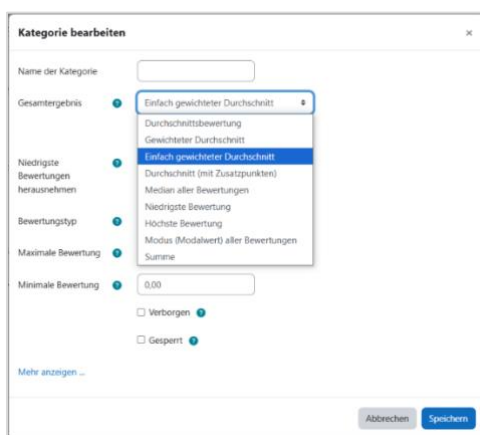 Kategorie bearbeiten
×
Name der Kategorie
Gesamtergebnis
?
Einfach gewichteter Durchschnitt
Durchschnittsbewertung
Gewichteter Durchschnitt
Einfach gewichteter Durchschnitt
Durchschnitt (mit Zusatzpunkten)
Median aller Bewertungen
Niedrigste Bewertung
Höchste Bewertung
Modus (Modalwert) aller Bewertungen
Summe
Niedrigste
?
Bewertungen
herausnehmen
Bewertungstyp
?
Maximale Bewertung
?
Minimale Bewertung
?
0,00
Verborgen ?
Gesperrt ?
Mehr anzeigen ...
Abbrechen
Speichern